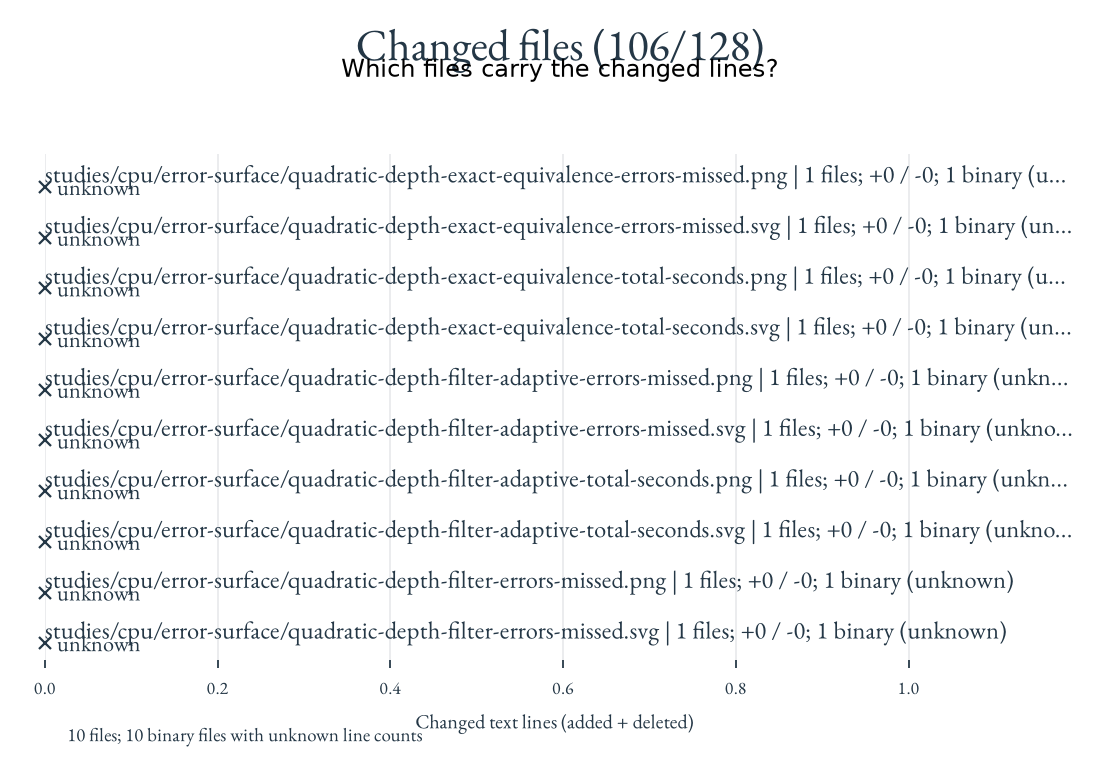 Changed files (106/128)
Which files carry the changed lines?
studies/cpu/error-surface/quadratic-depth-exact-equivalence-errors-missed.png | 1 files; +0 / -0; 1 binary (u...
unknown
studies/cpu/error-surface/quadratic-depth-exact-equivalence-errors-missed.svg | 1 files; +0 / -0; 1 binary (un...
unknown
studies/cpu/error-surface/quadratic-depth-exact-equivalence-total-seconds.png | 1 files; +0 / -0; 1 binary (u...
unknown
studies/cpu/error-surface/quadratic-depth-exact-equivalence-total-seconds.svg | 1 files; +0 / -0; 1 binary (un...
unknown
studies/cpu/error-surface/quadratic-depth-filter-adaptive-errors-missed.png | 1 files; +0 / -0; 1 binary (unkn...
unknown
studies/cpu/error-surface/quadratic-depth-filter-adaptive-errors-missed.svg | 1 files; +0 / -0; 1 binary (unkno...
unknown
studies/cpu/error-surface/quadratic-depth-filter-adaptive-total-seconds.png | 1 files; +0 / -0; 1 binary (unkn...
unknown
studies/cpu/error-surface/quadratic-depth-filter-adaptive-total-seconds.svg | 1 files; +0 / -0; 1 binary (unkno...
unknown
studies/cpu/error-surface/quadratic-depth-filter-errors-missed.png | 1 files; +0 / -0; 1 binary (unknown)
unknown
studies/cpu/error-surface/quadratic-depth-filter-errors-missed.svg | 1 files; +0 / -0; 1 binary (unknown)
unknown
0.0 0.2 0.4 0.6 0.8 1.0
Changed text lines (added + deleted)
10 files; 10 binary files with unknown line counts